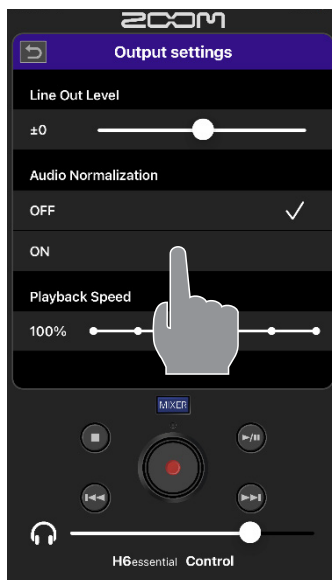 ZOOM
Output settings
Line Out Level
±0
Audio Normalization
OFF
ON
Playback Speed
100%
MIXER
H6essential Control